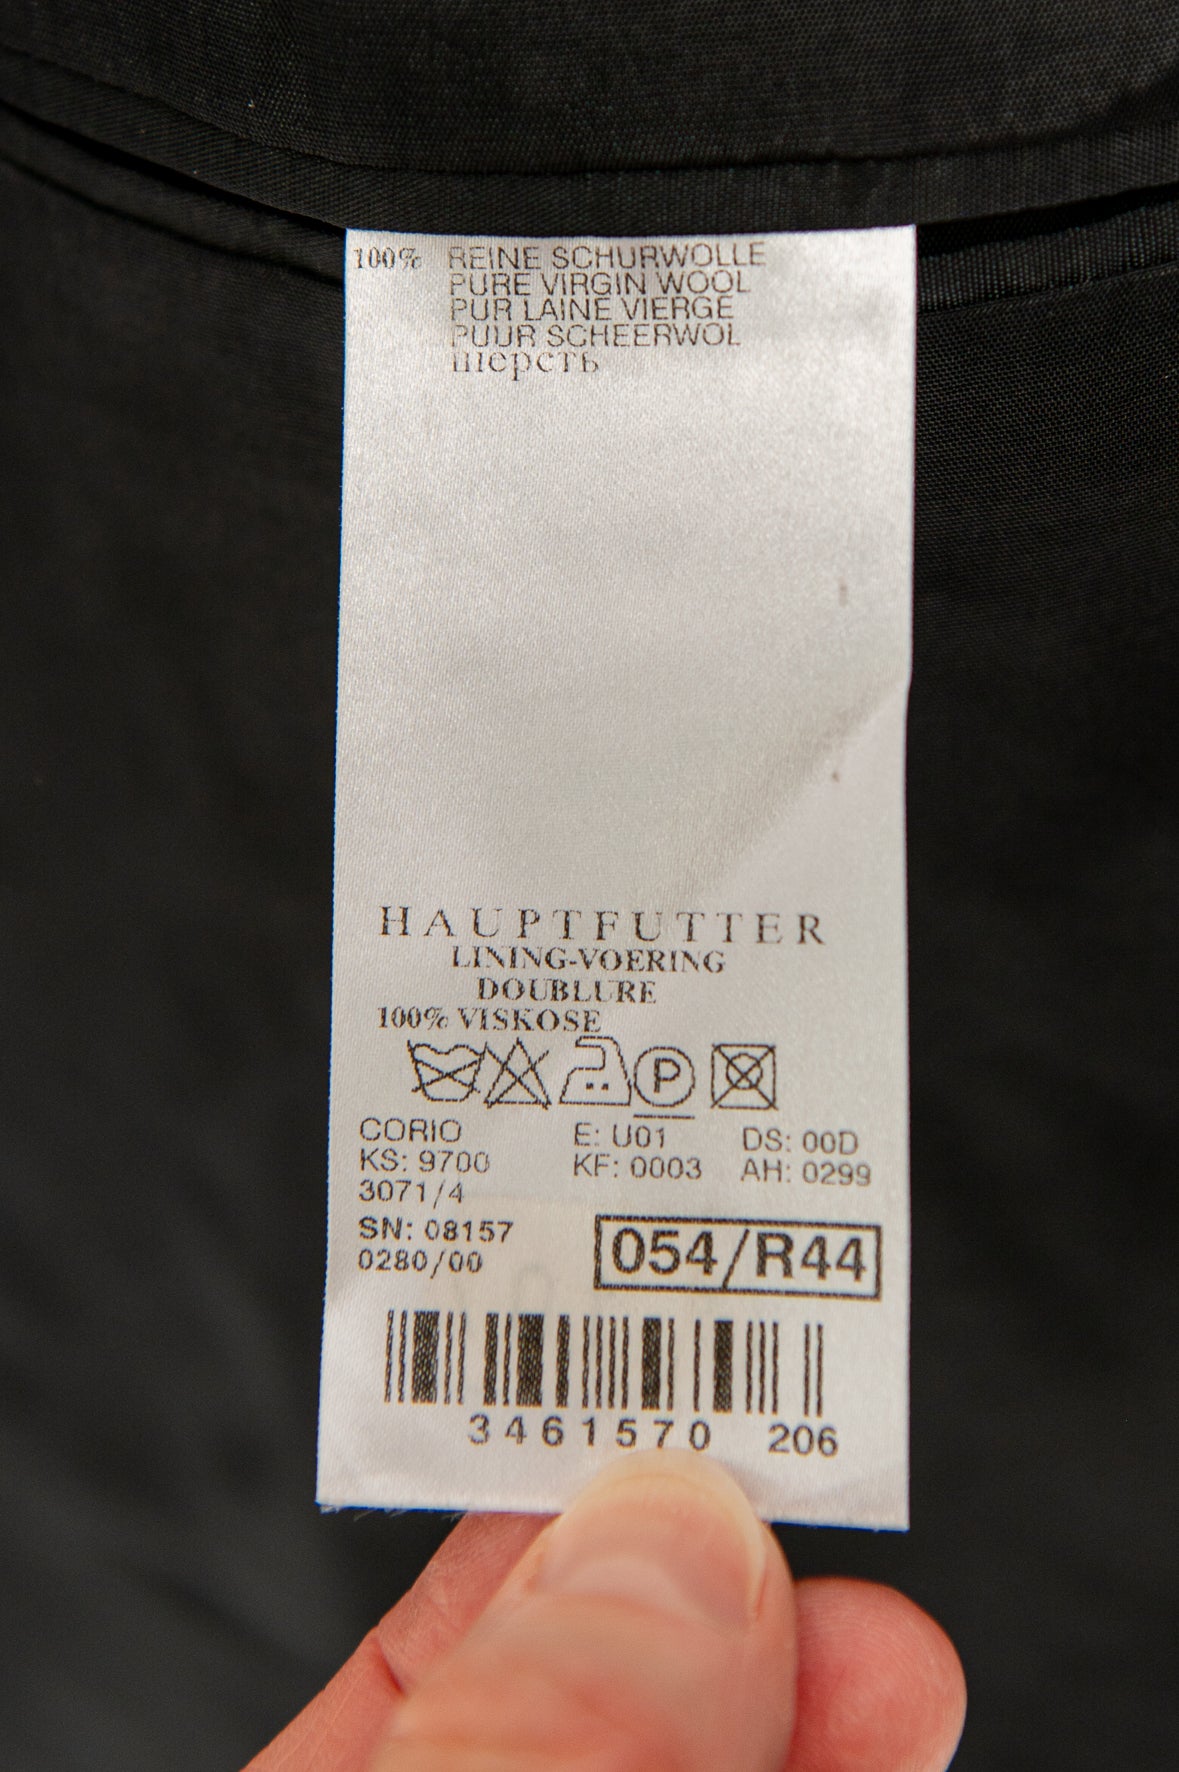 100% REINE SCHURWOLLE
PURE VIRGIN WOOL
PUR LAINE VIERGE
PUUR SCHEERWOL
шерсть
HAUPTFUTTER
LINING-VOERING
DOUBLURE
100% VISKOSE
P
CORIO E: U01 DS: 00D
KS: 9700 KF: 0003 AH: 0299
3071/4
SN: 08157
0280/00
054/R44
3461570 206